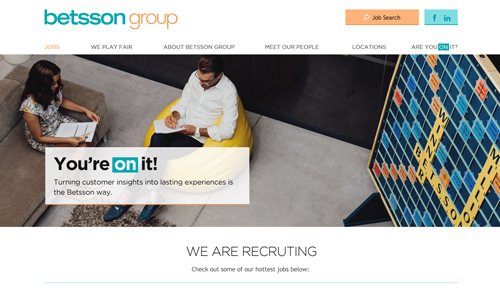 betsson group
Job Search
f in
JOBS WE PLAY FAIR ABOUT BETSSON GROUP MEET OUR PEOPLE LOCATIONS ARE YOU ON IT?
You're on it!
Turning customer insights into lasting experiences is
the Betsson way.
WE ARE RECRUTING
Check out some of our hottest jobs below: